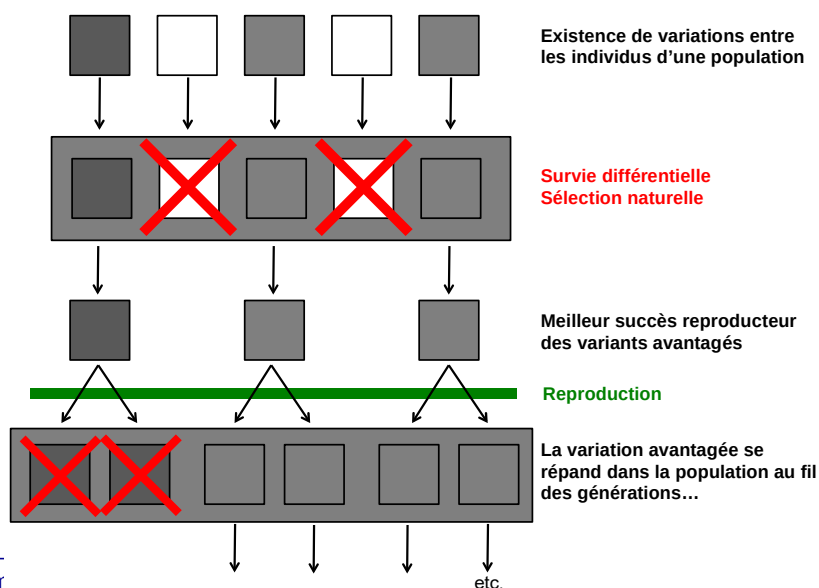 Existence de variations entre
les individus d'une population
Survie différentielle
Sélection naturelle
Meilleur succès reproducteur
des variants avantagés
Reproduction
La variation avantagée se
répand dans la population au fil
des générations…
etc.